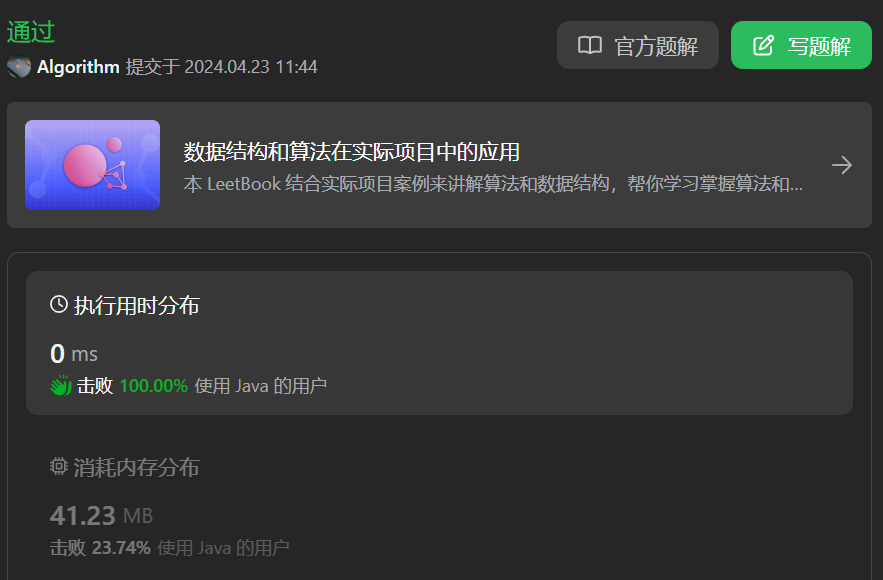 通过
Algorithm 提交于 2024.04.23 11:44
官方题解
写题解
数据结构和算法在实际项目中的应用
本 LeetBook 结合实际项目案例来讲解算法和数据结构，帮你学习掌握算法和...
执行用时分布
0 ms
击败 100.00% 使用 Java 的用户
消耗内存分布
41.23 MB
击败 23.74% 使用 Java 的用户